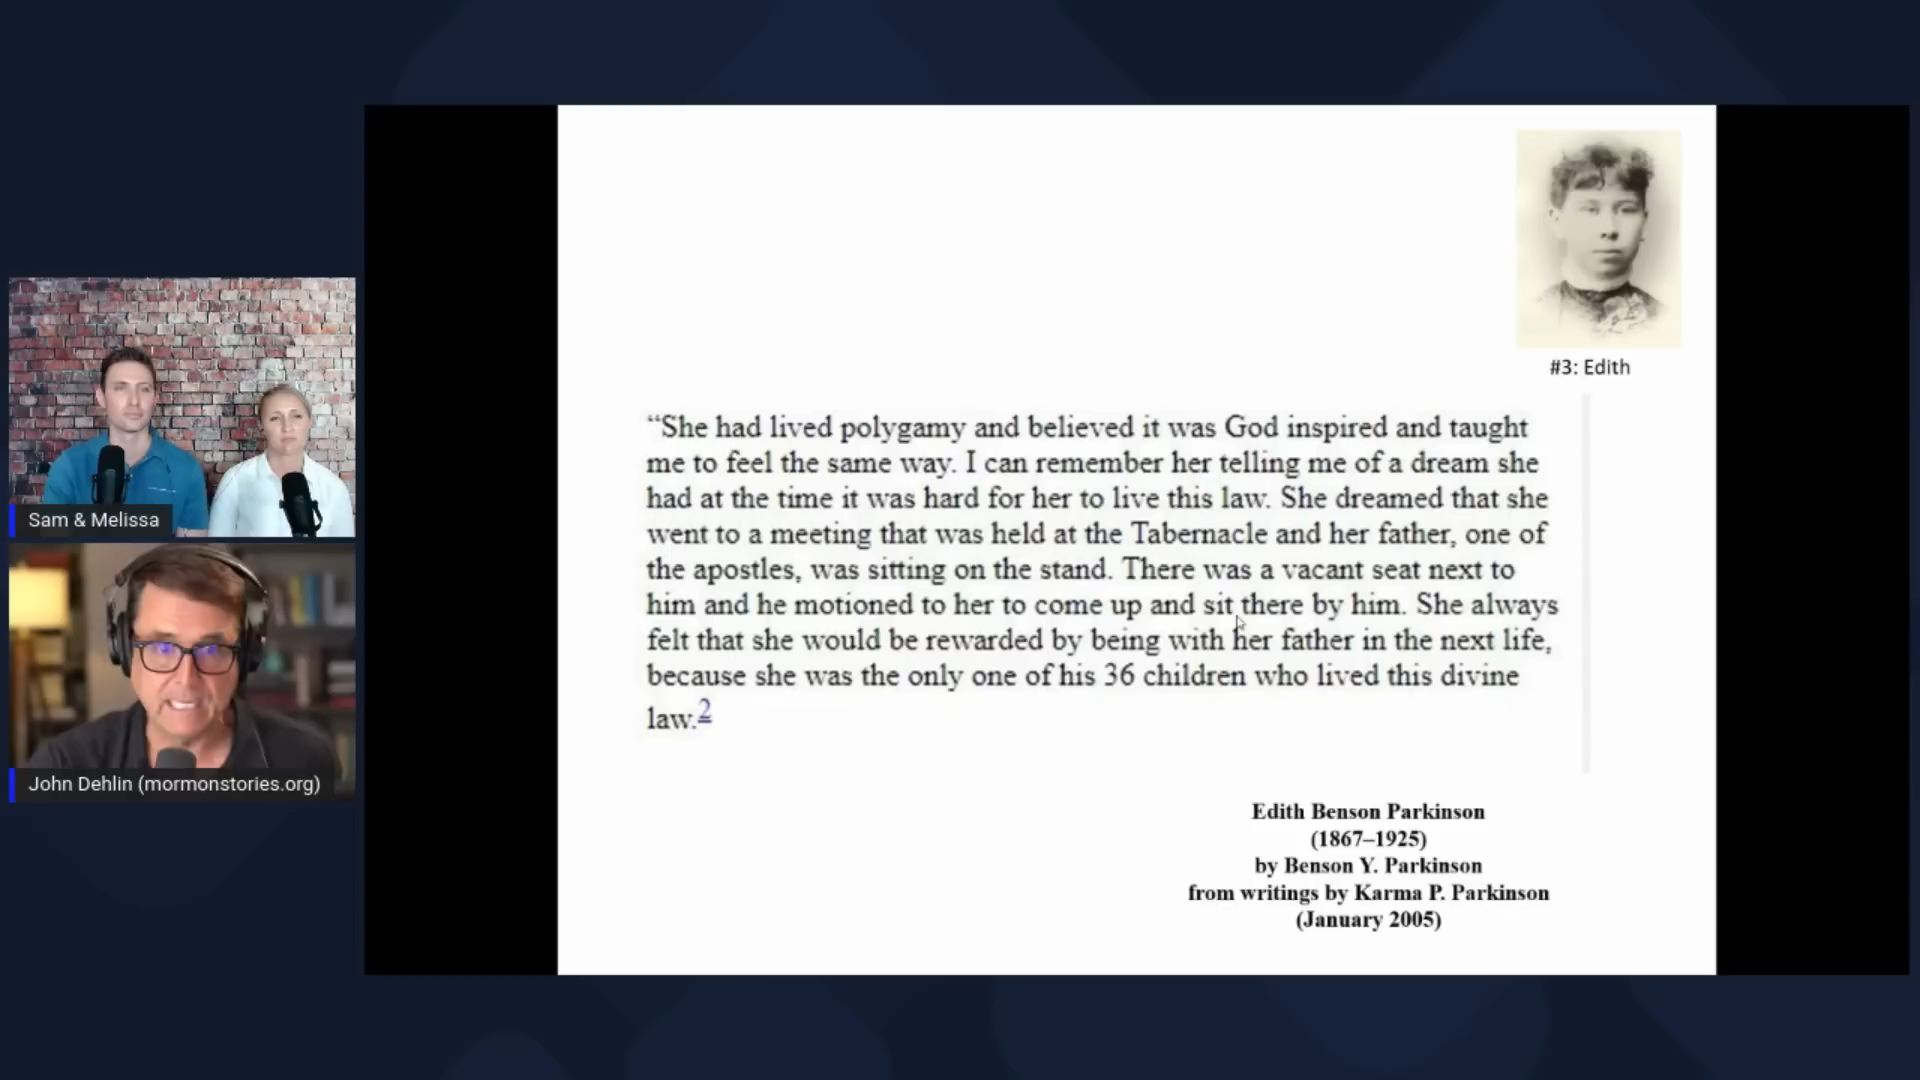 #3: Edith
“She had lived polygamy and believed it was God inspired and taught
me to feel the same way. I can remember her telling me of a dream she
had at the time it was hard for her to live this law. She dreamed that she
went to a meeting that was held at the Tabernacle and her father, one of
the apostles, was sitting on the stand. There was a vacant seat next to
him and he motioned to her to come up and sit there by him. She always
felt that she would be rewarded by being with her father in the next life,
because she was the only one of his 36 children who lived this divine
law.2
Edith Benson Parkinson
(1867–1925)
by Benson Y. Parkinson
from writings by Karma P. Parkinson
(January 2005)
Sam & Melissa
John Dehlin (mormonstories.org)